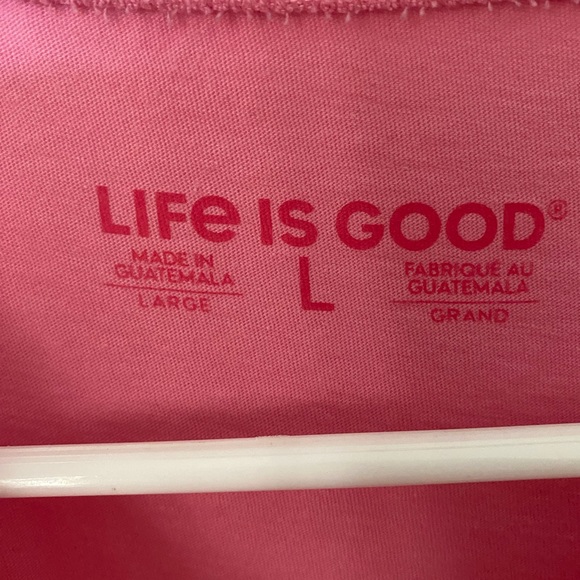 LIFe IS GOOD®
MADE IN
GUATEMALA
LARGE
L
FABRIQUÉ AU
GUATEMALA
GRAND